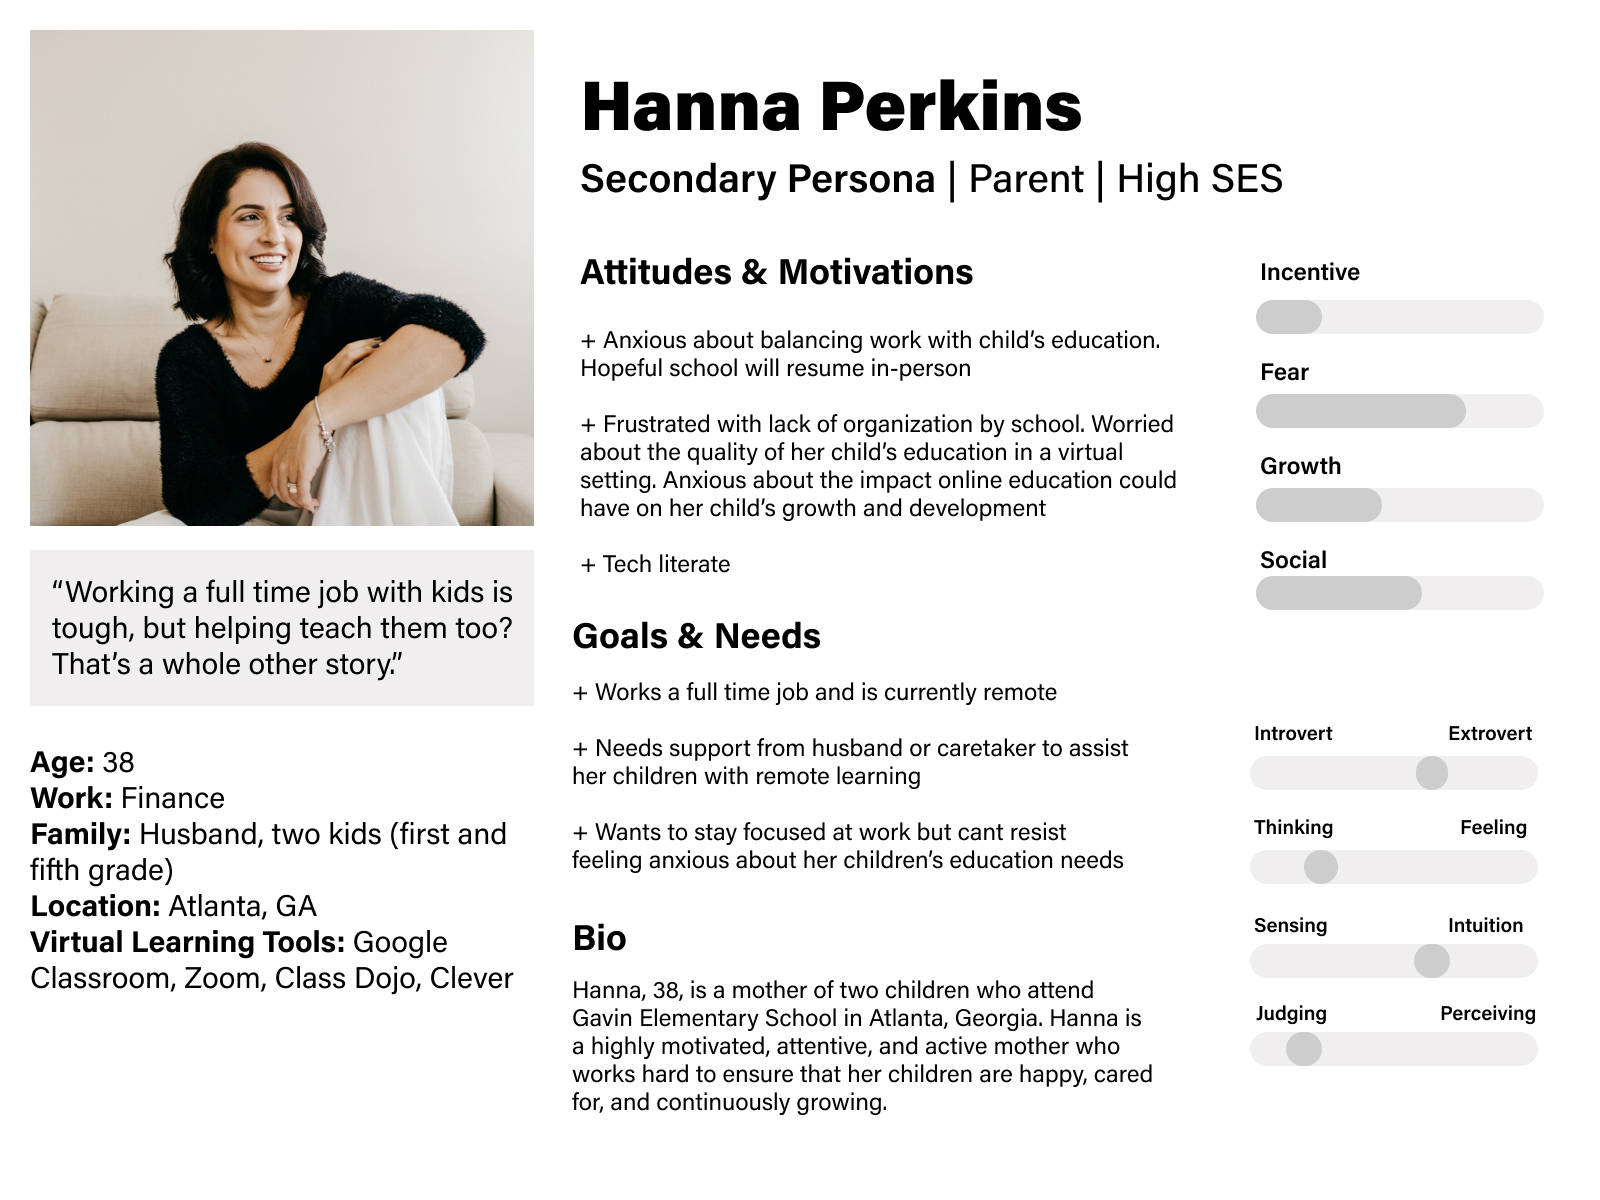 Hanna Perkins
Secondary Persona | Parent | High SES
“Working a full time job with kids is
tough, but helping teach them too?
That’s a whole other story.”
Age: 38
Work: Finance
Family: Husband, two kids (first and
fifth grade)
Location: Atlanta, GA
Virtual Learning Tools: Google
Classroom, Zoom, Class Dojo, Clever
Attitudes & Motivations
+ Anxious about balancing work with child’s education.
Hopeful school will resume in-person
+ Frustrated with lack of organization by school. Worried
about the quality of her child’s education in a virtual
setting. Anxious about the impact online education could
have on her child’s growth and development
+ Tech literate
Goals & Needs
+ Works a full time job and is currently remote
+ Needs support from husband or caretaker to assist
her children with remote learning
+ Wants to stay focused at work but cant resist
feeling anxious about her children’s education needs
Bio
Hanna, 38, is a mother of two children who attend
Gavin Elementary School in Atlanta, Georgia. Hanna is
a highly motivated, attentive, and active mother who
works hard to ensure that her children are happy, cared
for, and continuously growing.
Incentive
Fear
Growth
Social
Introvert Extrovert
Thinking Feeling
Sensing Intuition
Judging Perceiving